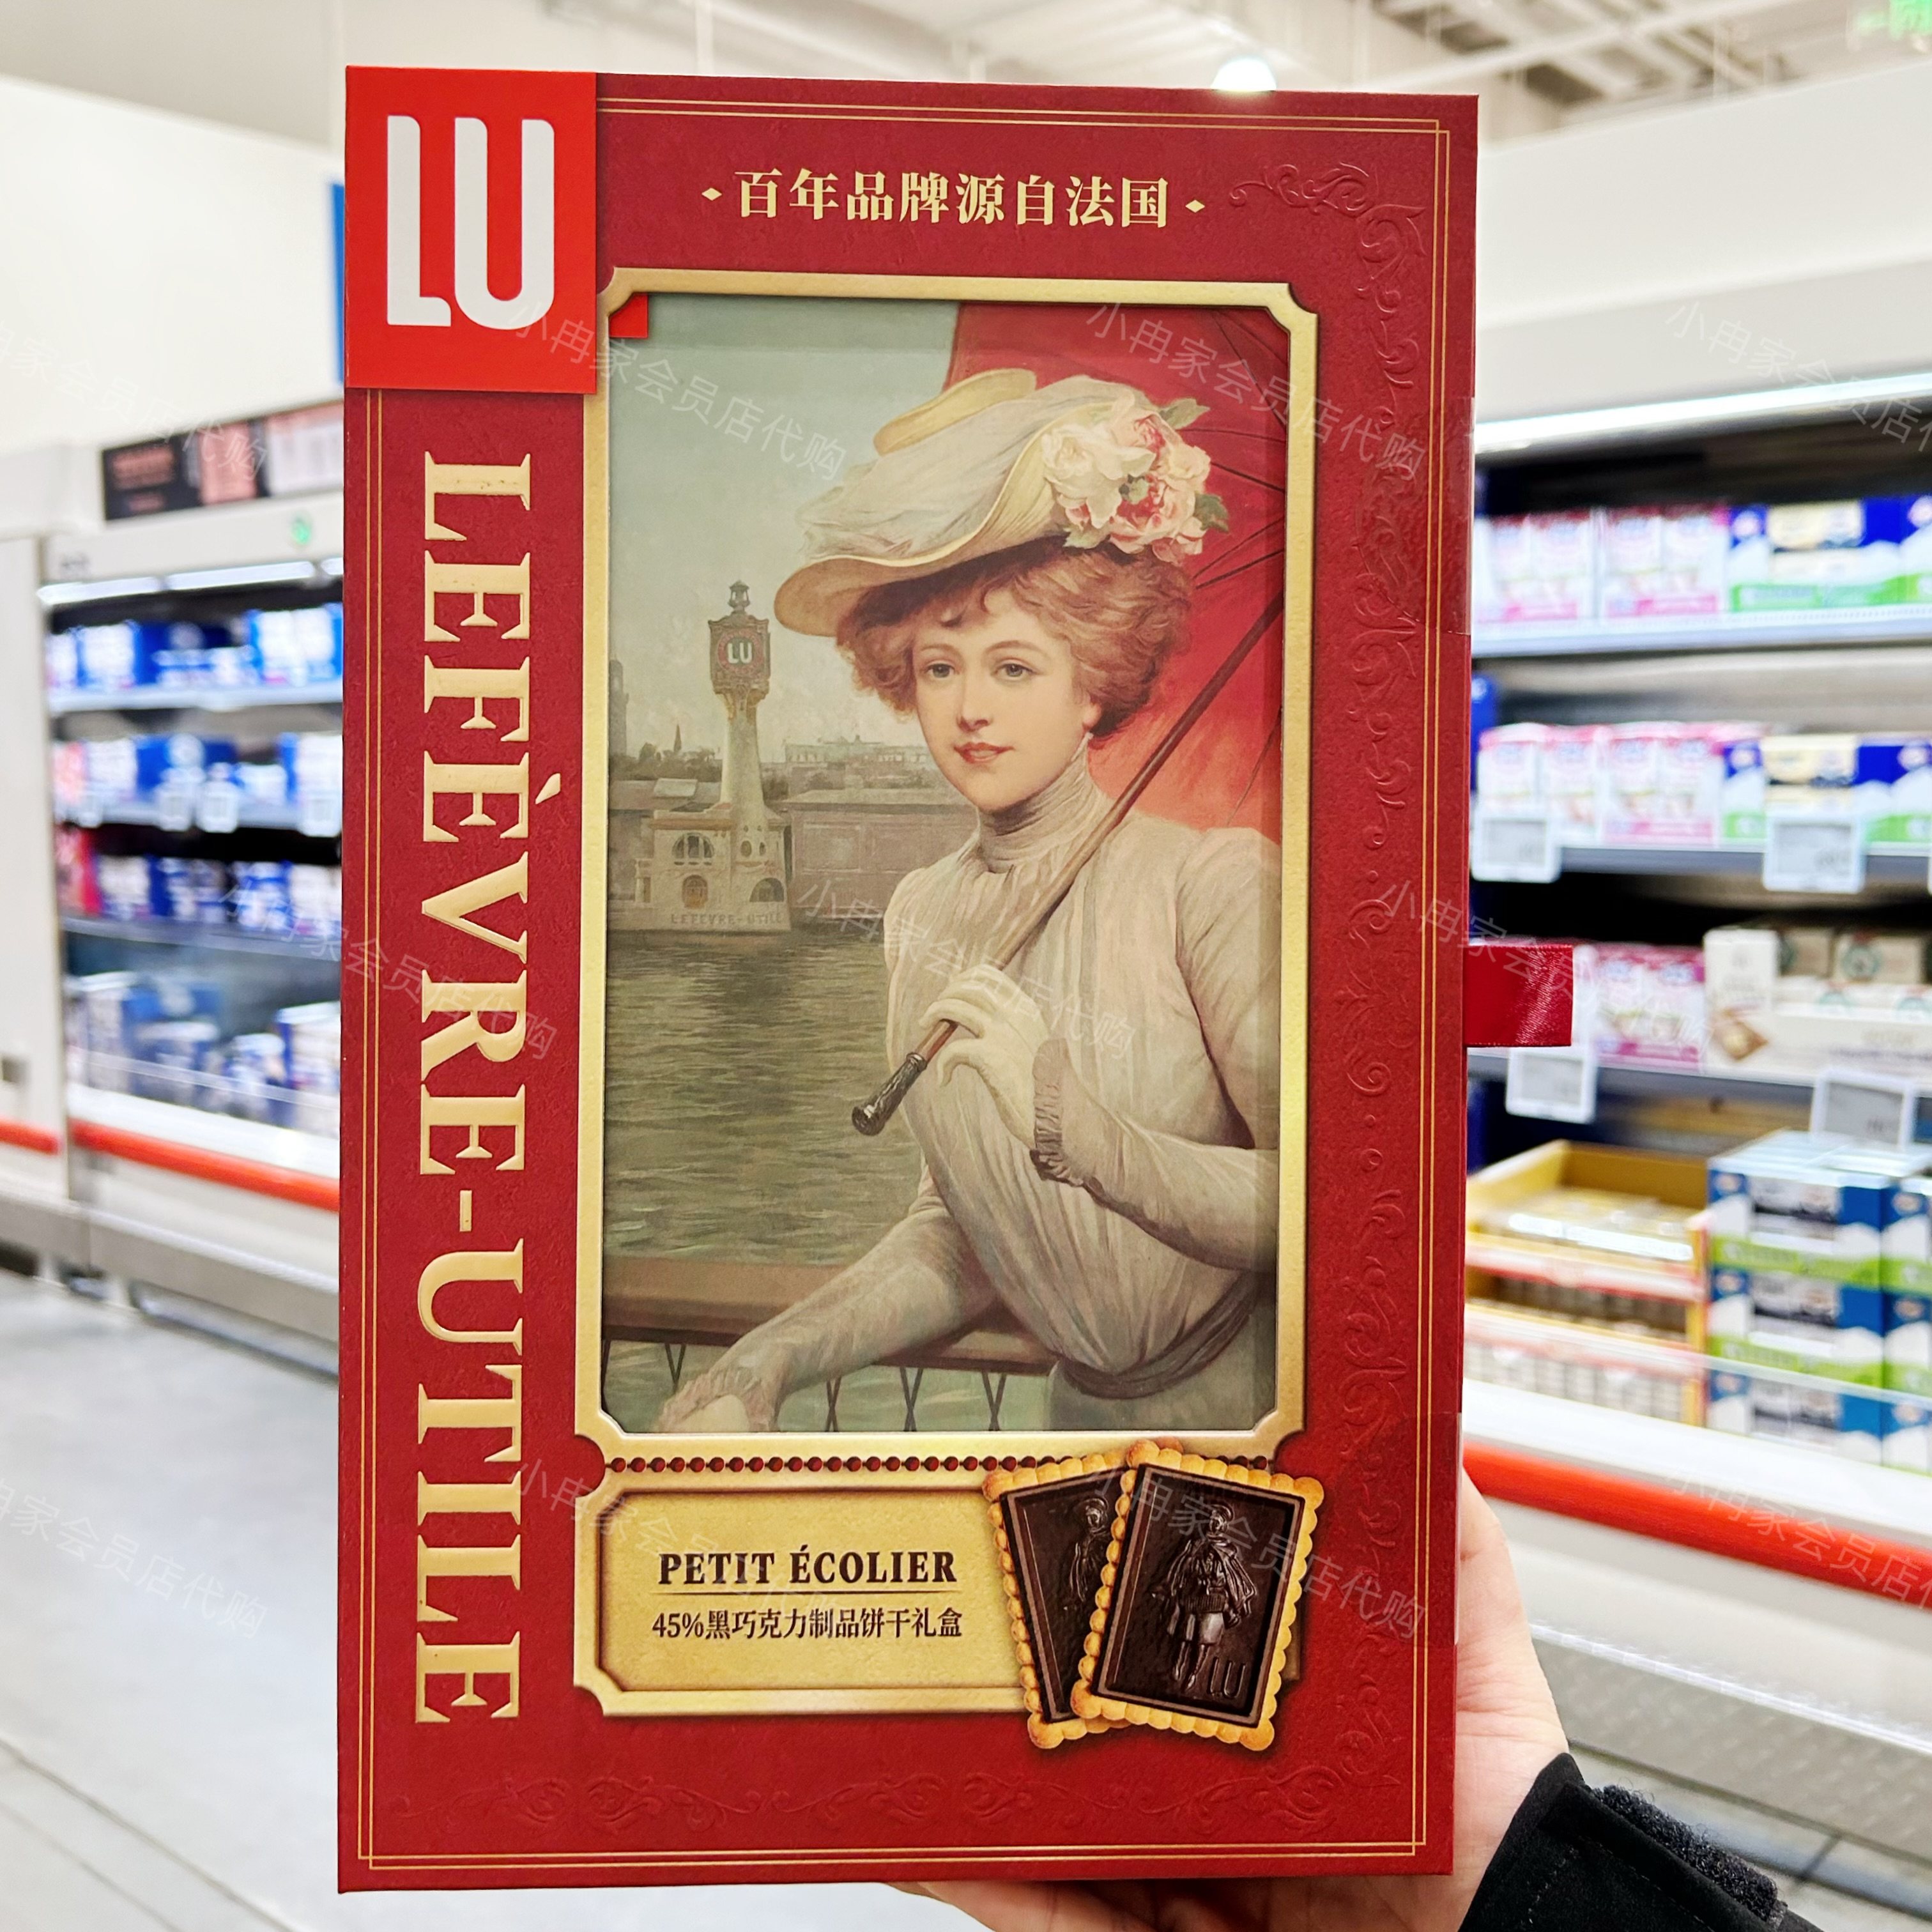 LU
百年品牌源自法国
LEFÈVRE-UTILE
LU
LEFEVRE-UTILE
PETIT ÉCOLIER
45%黑巧克力制品饼干礼盒
LU
小冉家会员店代购